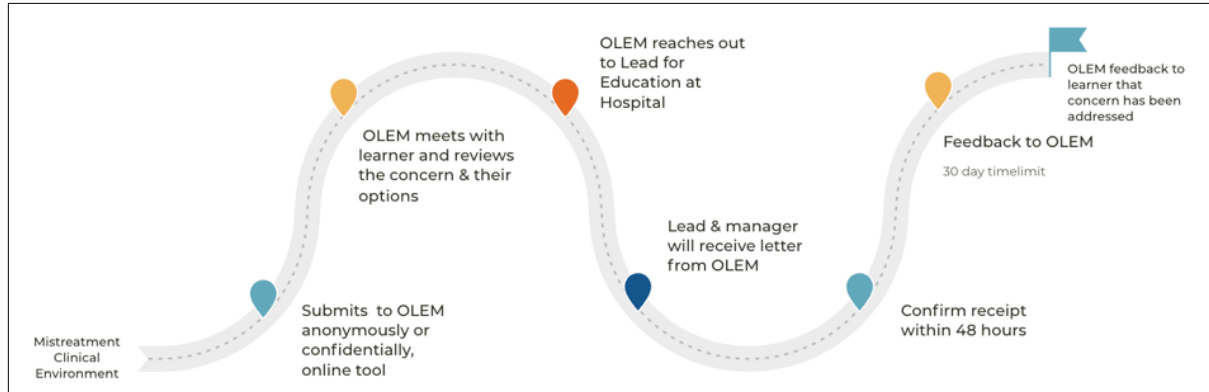 Mistreatment
Clinical
Environment
Submits to OLEM
anonymously or
confidentially,
online tool
OLEM meets with
learner and reviews
the concern & their
options
OLEM reaches out
to Lead for
Education at
Hospital
Lead & manager
will receive letter
from OLEM
Confirm receipt
within 48 hours
Feedback to OLEM
30 day timelimit
OLEM feedback to
learner that
concern has been
addressed